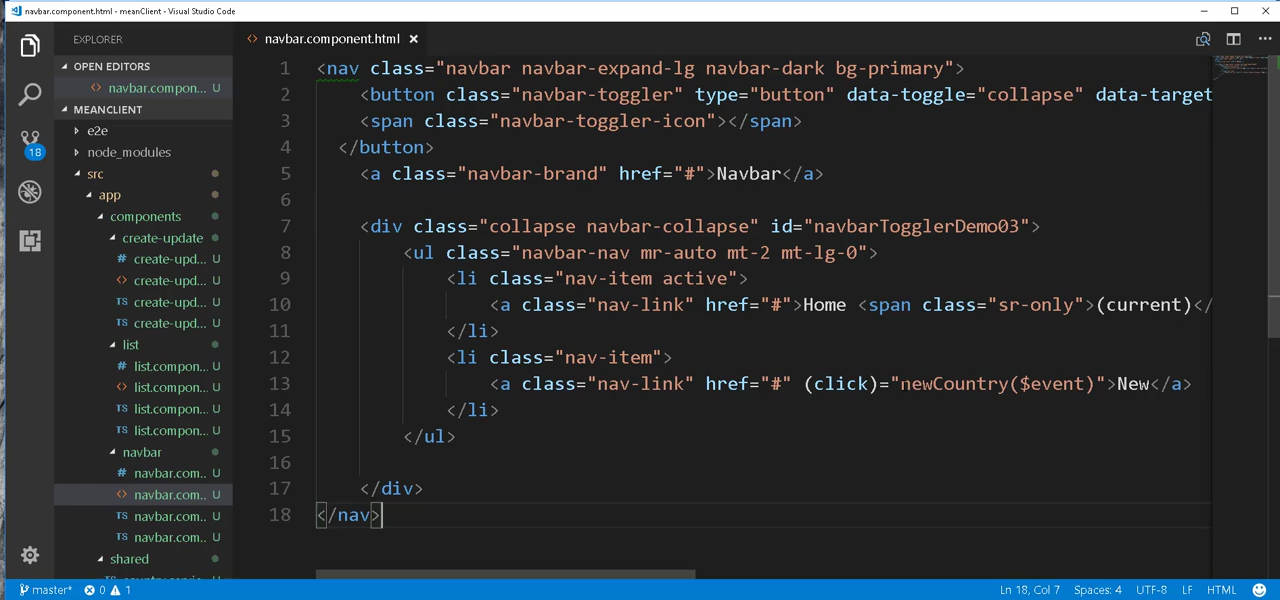 navbar.component.html - meanClient - Visual Studio Code
EXPLORER
OPEN EDITORS
navbar.compon... U
MEANCLIENT
e2e
node_modules
src
app
components
create-update
# create-upd... U
<> create-upd... U
TS create-upd... U
TS create-upd... U
list
# list.compon... U
<> list.compon... U
TS list.compon... U
TS list.compon... U
navbar
# navbar.com... U
<> navbar.com... U
TS navbar.com... U
TS navbar.com... U
shared
18
<> navbar.component.html
1 <nav class="navbar navbar-expand-lg navbar-dark bg-primary">
2 <button class="navbar-toggler" type="button" data-toggle="collapse" data-target
3 <span class="navbar-toggler-icon"></span>
4 </button>
5 <a class="navbar-brand" href="#">Navbar</a>
6
7 <div class="collapse navbar-collapse" id="navbarTogglerDemo03">
8 <ul class="navbar-nav mr-auto mt-2 mt-lg-0">
9 <li class="nav-item active">
10 <a class="nav-link" href="#">Home <span class="sr-only">(current)</
11 </li>
12 <li class="nav-item">
13 <a class="nav-link" href="#" (click)="newCountry($event)">New</a>
14 </li>
15 </ul>
16
17 </div>
18 </nav>
master* 0 1 Ln 18, Col 7 Spaces: 4 UTF-8 LF HTML